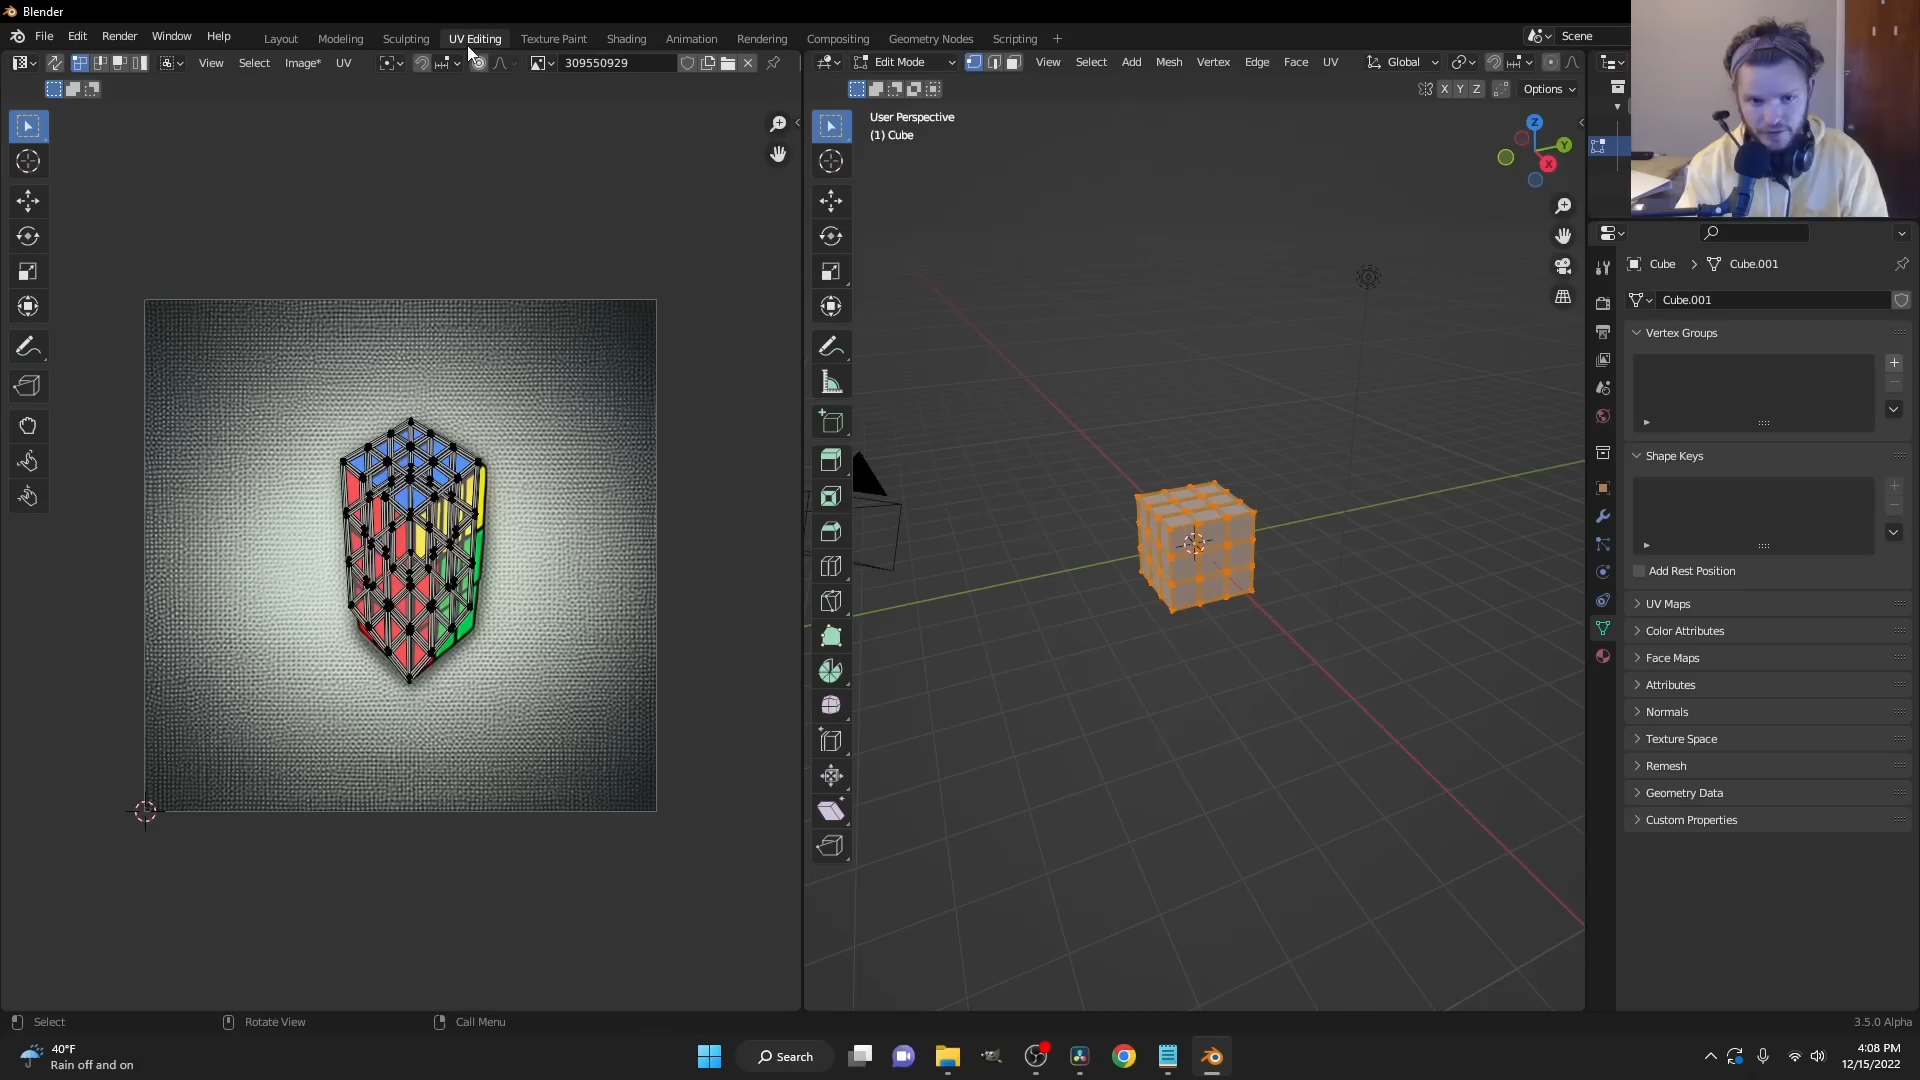 Blender
File Edit Render Window Help
Layout Modeling Sculpting UV Editing Texture Paint Shading Animation Rendering Compositing Geometry Nodes Scripting +
Scene
View Select Image* UV
309550929
Edit Mode
View Select Add Mesh Vertex Edge Face UV
Global
X Y Z
Options
User Perspective
(1) Cube
Z
Y
X
Cube > Cube.001
Cube.001
Vertex Groups
Shape Keys
Add Rest Position
UV Maps
Color Attributes
Face Maps
Attributes
Normals
Texture Space
Remesh
Geometry Data
Custom Properties
Select
Rotate View
Call Menu
3.5.0 Alpha
40°F
Rain off and on
Search
4:08 PM
12/15/2022